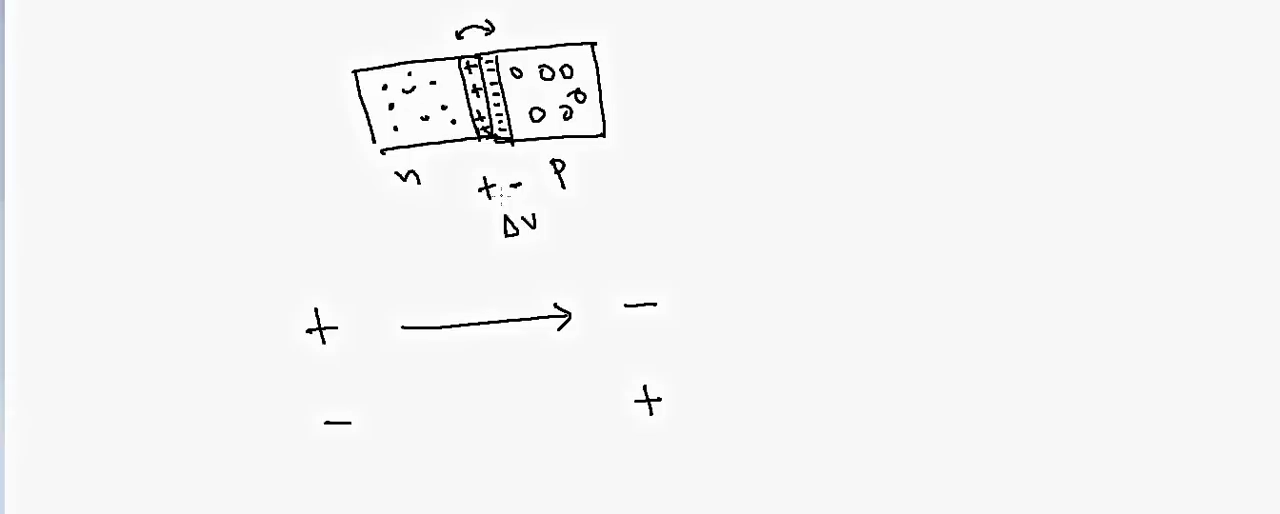 n + - p
ΔV
+ → -
- +